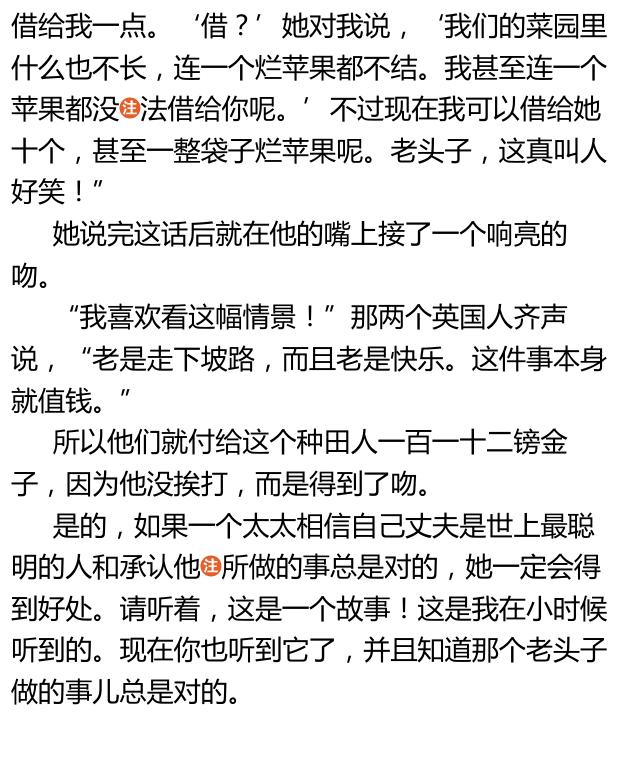 借给我一点。‘借？’她对我说，‘我们的菜园里
什么也不长，连一个烂苹果都不结。我甚至连一个
苹果都没注法借给你呢。’不过现在我可以借给她
十个，甚至一整袋子烂苹果呢。老头子，这真叫人
好笑！”
她说完这话后就在他的嘴上接了一个响亮的
吻。
“我喜欢看这幅情景！”那两个英国人齐声
说，“老是走下坡路，而且老是快乐。这件事本身
就值钱。”
所以他们就付给这个种田人一百一十二镑金
子，因为他没挨打，而是得到了吻。
是的，如果一个太太相信自己丈夫是世上最聪
明的人和承认他注所做的事总是对的，她一定会得
到好处。请听着，这是一个故事！这是我在小时候
听到的。现在你也听到它了，并且知道那个老头子
做的事儿总是对的。